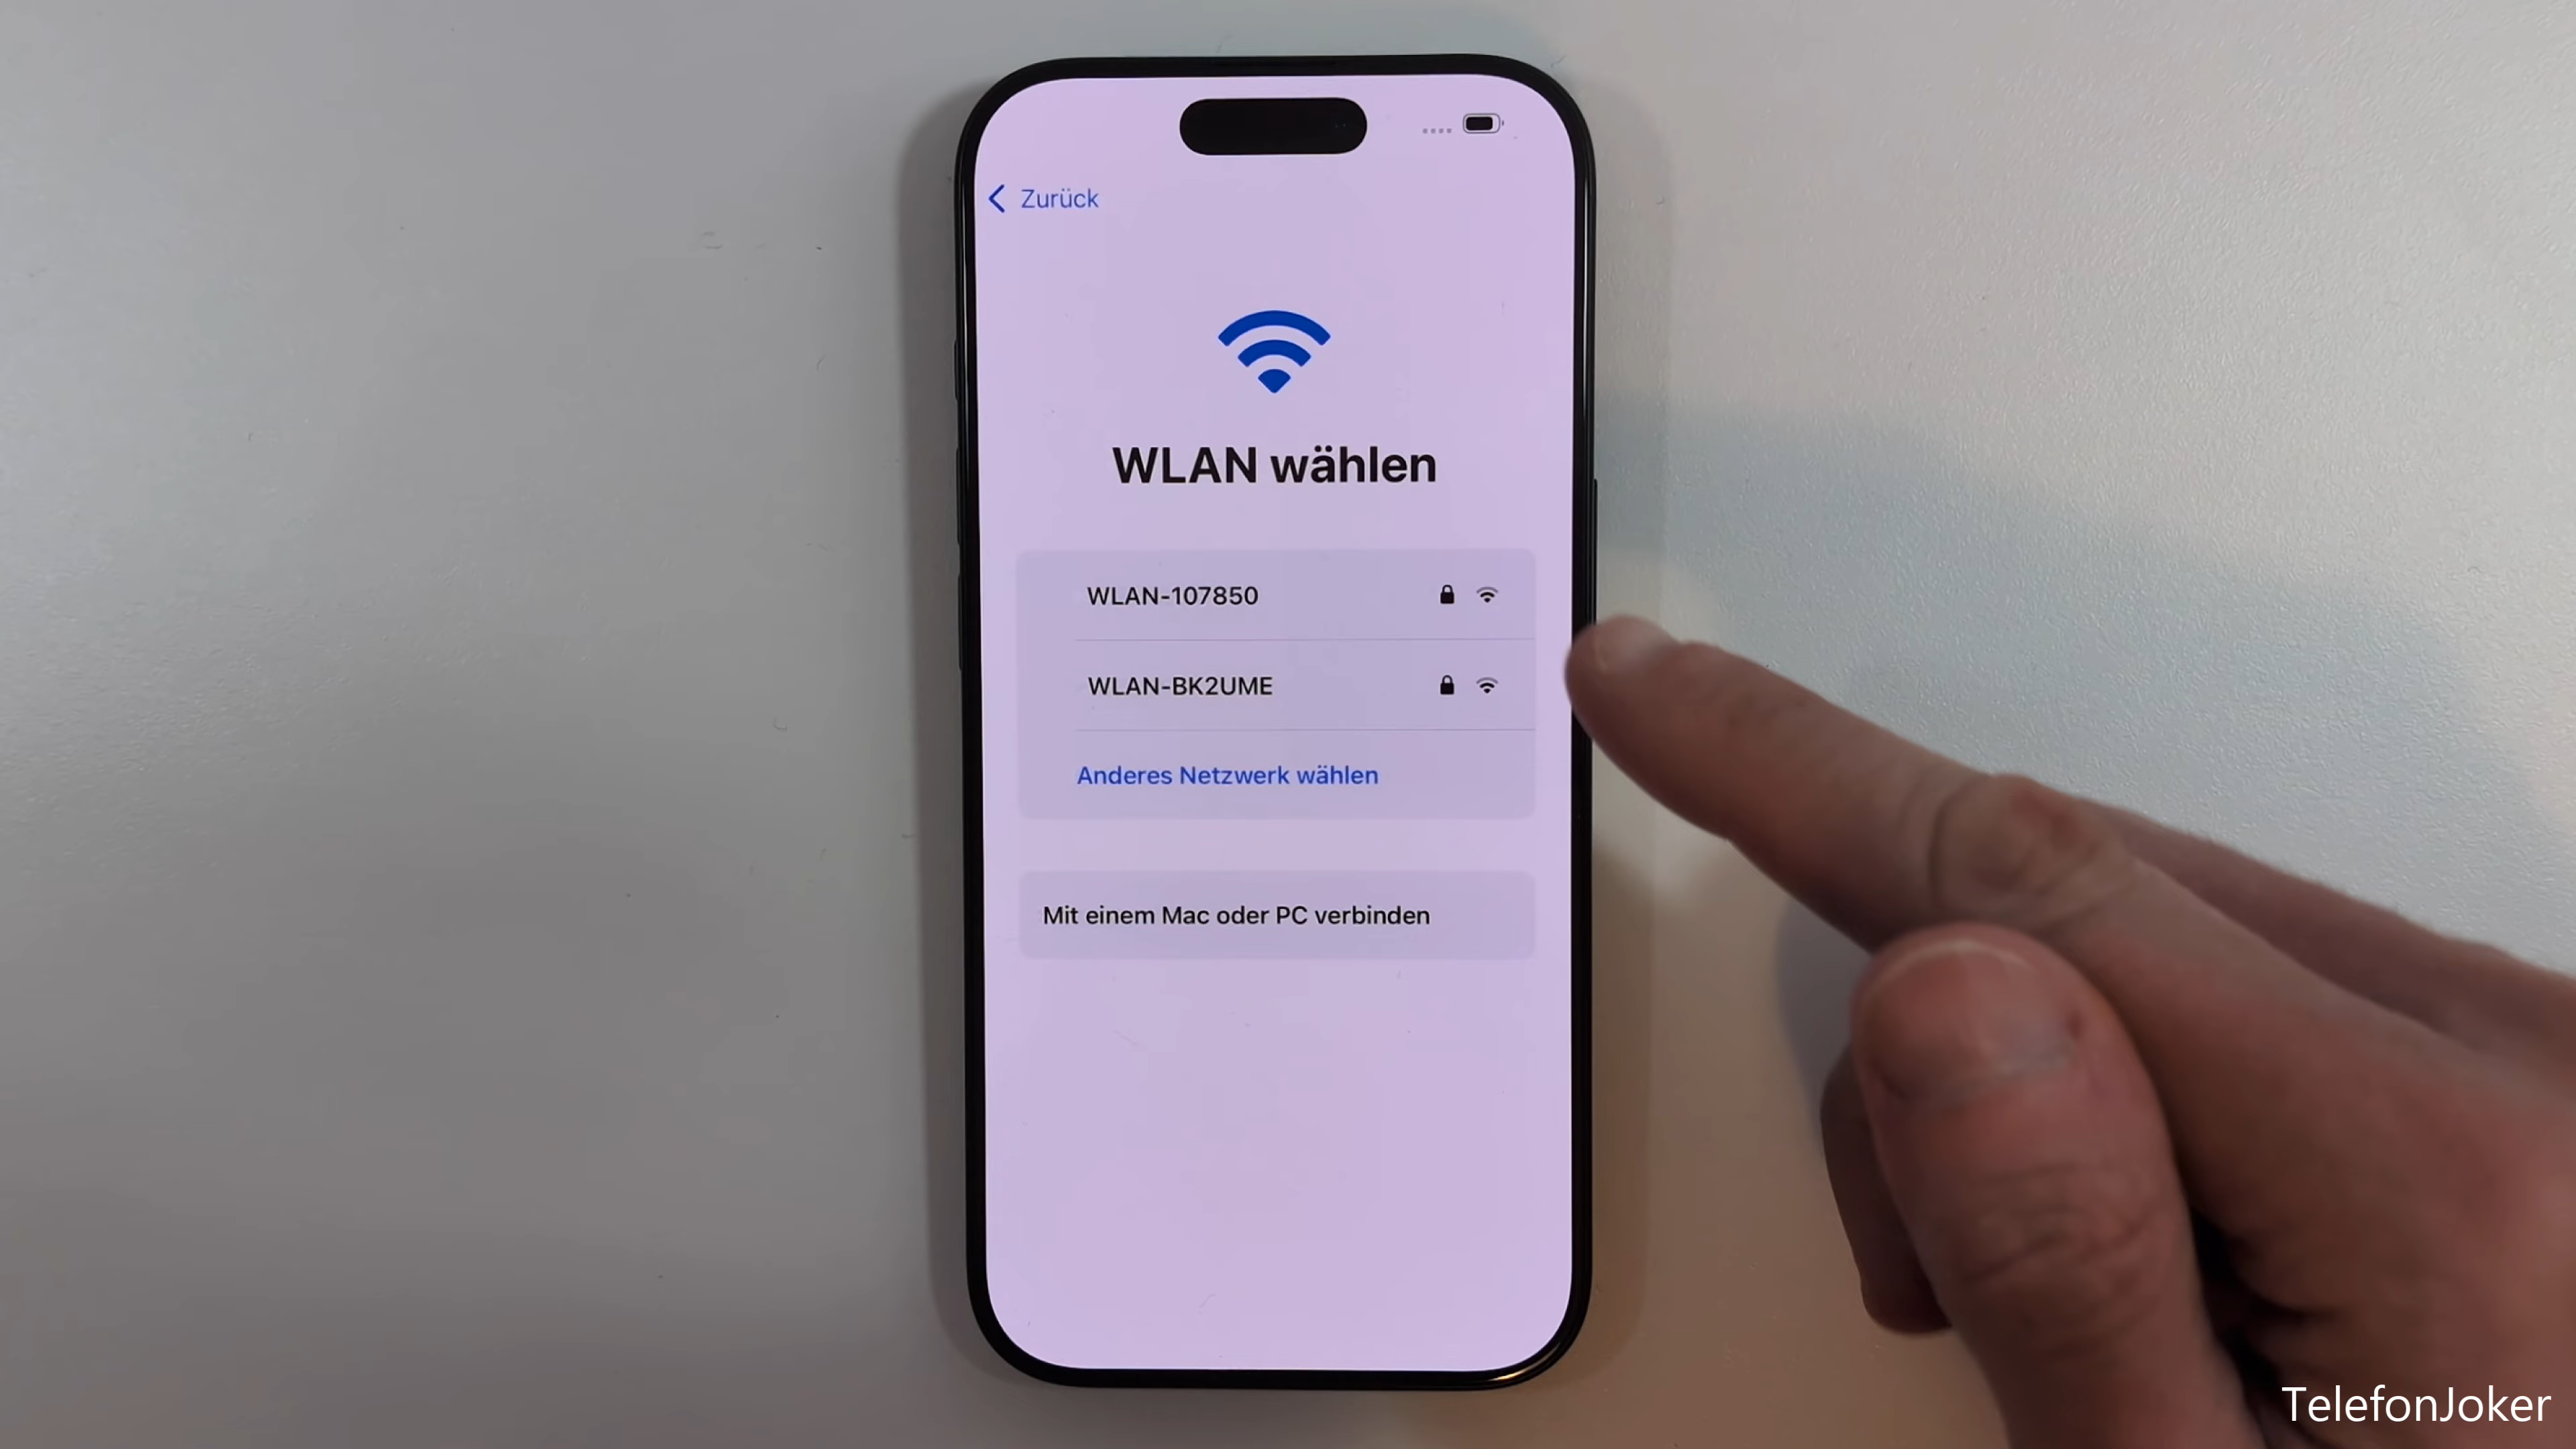 Zurück
WLAN wählen
WLAN-107850
WLAN-BK2UME
Anderes Netzwerk wählen
Mit einem Mac oder PC verbinden
TelefonJoker